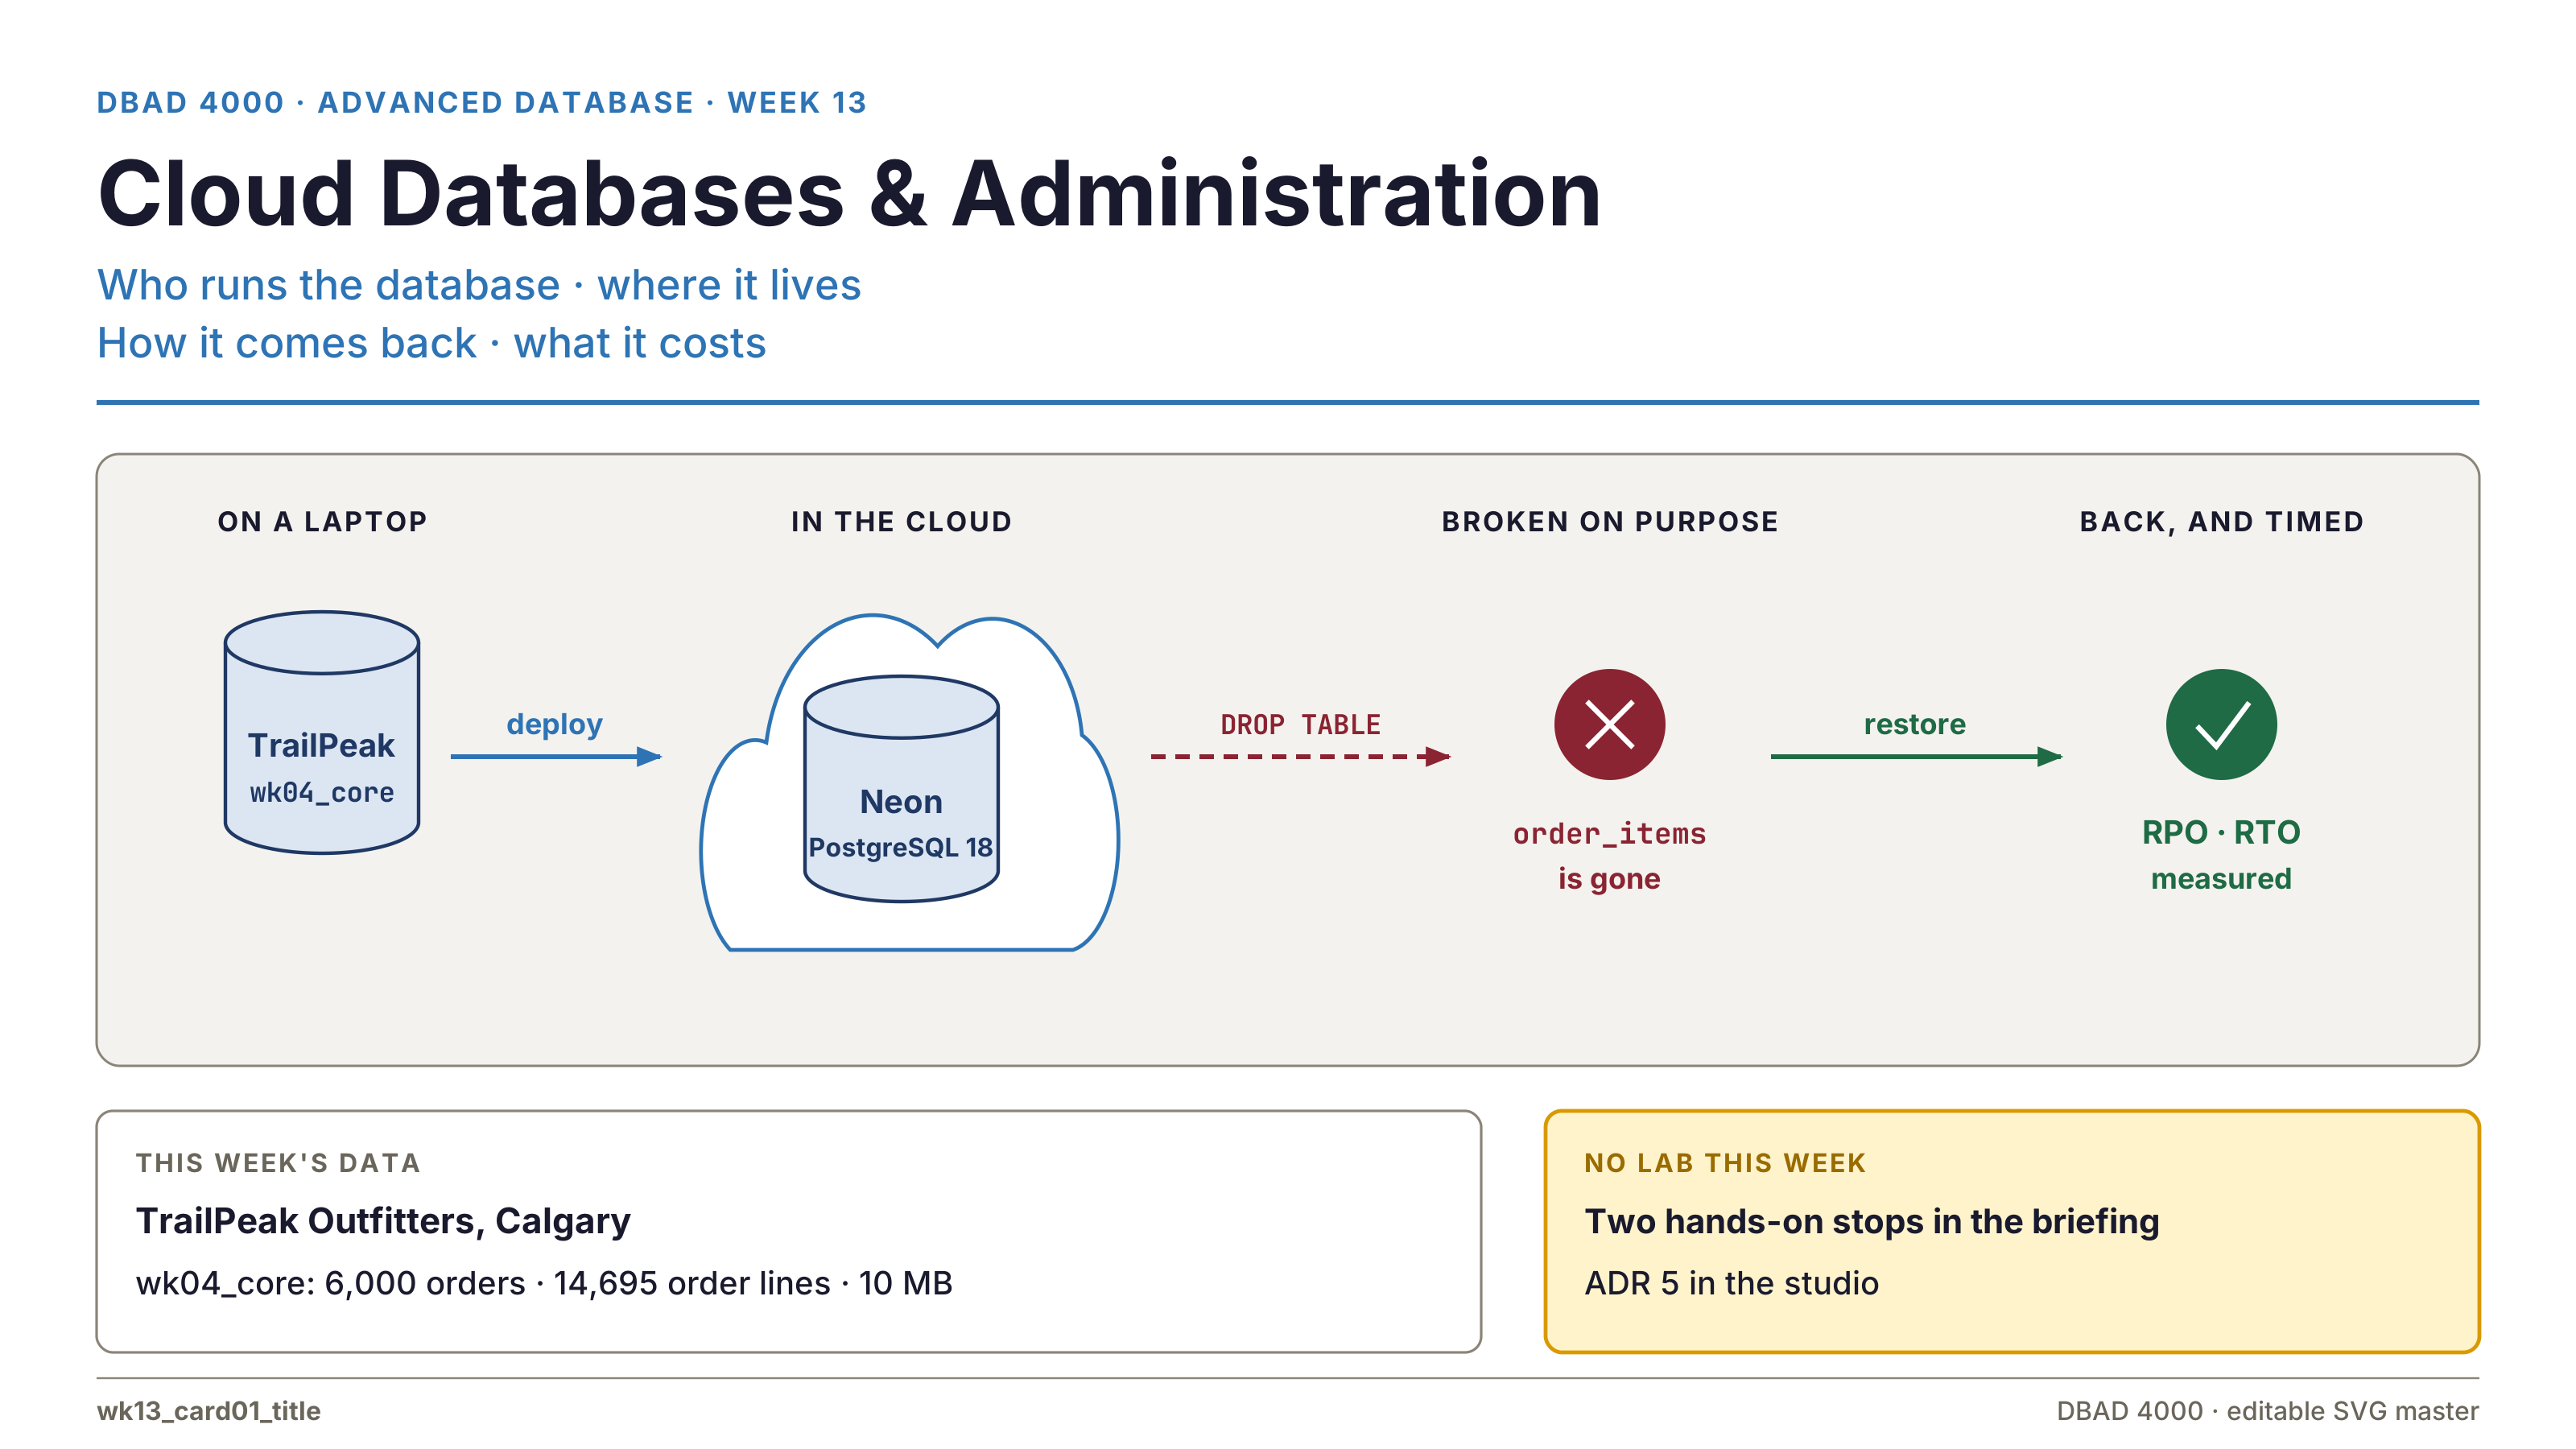 DBAD 4000 · ADVANCED DATABASE · WEEK 13
Cloud Databases & Administration
Who runs the database · where it lives
How it comes back · what it costs
ON A LAPTOP
IN THE CLOUD
BROKEN ON PURPOSE
BACK, AND TIMED
TrailPeak
wk04_core
deploy
Neon
PostgreSQL 18
DROP TABLE
order_items
is gone
restore
RPO · RTO
measured
THIS WEEK'S DATA
TrailPeak Outfitters, Calgary
wk04_core: 6,000 orders · 14,695 order lines · 10 MB
NO LAB THIS WEEK
Two hands-on stops in the briefing
ADR 5 in the studio
wk13_card01_title
DBAD 4000 · editable SVG master